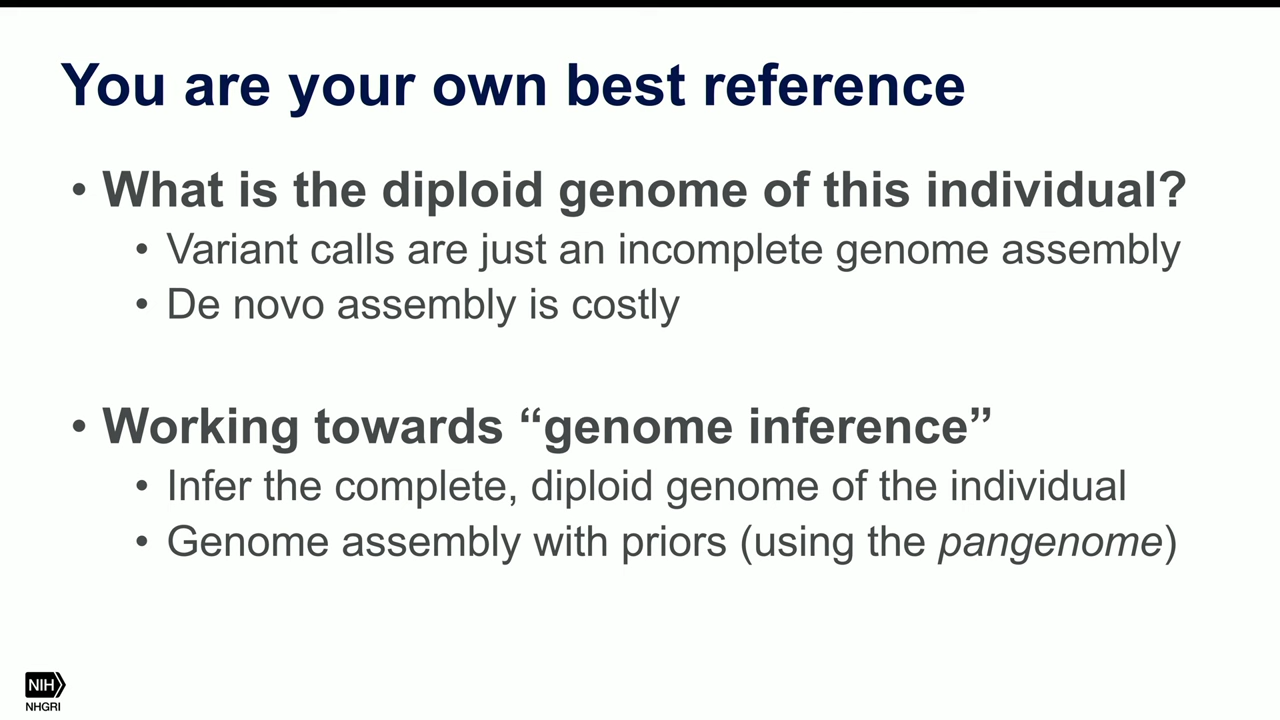 You are your own best reference
• What is the diploid genome of this individual?
• Variant calls are just an incomplete genome assembly
• De novo assembly is costly
• Working towards “genome inference”
• Infer the complete, diploid genome of the individual
• Genome assembly with priors (using the pangenome)
NIH
NHGRI